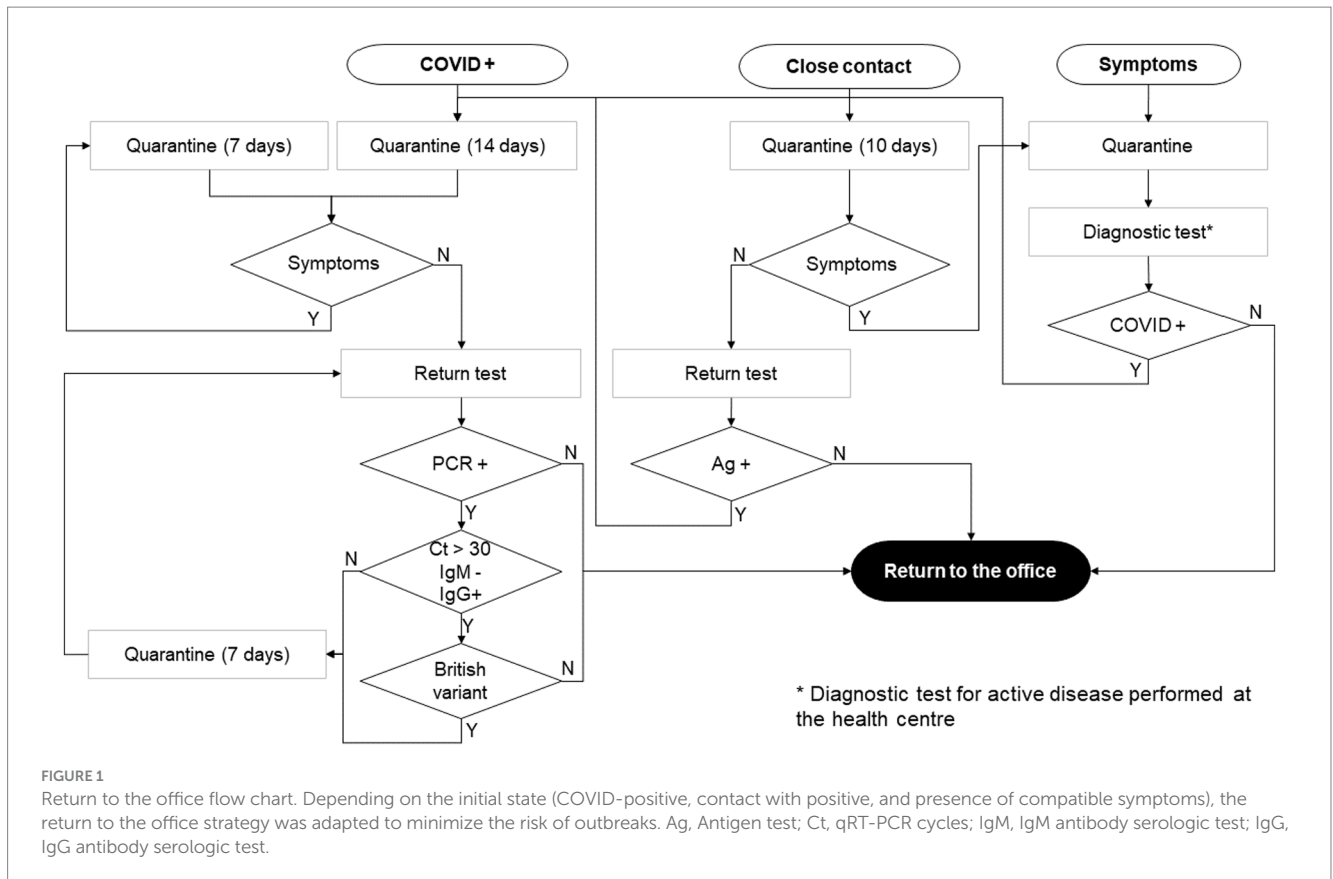 COVID +
Close contact
Symptoms
Quarantine (7 days)
Quarantine (14 days)
Quarantine (10 days)
Quarantine
Diagnostic test*
Symptoms
N
Y
N
Symptoms
Y
COVID +
N
Y
Return test
Return test
PCR +
N
Y
Ag +
N
Y
N
Ct > 30
IgM -
IgG+
Y
Return to the office
Quarantine (7 days)
British
variant
N
Y
* Diagnostic test for active disease performed at
the health centre
FIGURE 1
Return to the office flow chart. Depending on the initial state (COVID-positive, contact with positive, and presence of compatible symptoms), the
return to the office strategy was adapted to minimize the risk of outbreaks. Ag, Antigen test; Ct, qRT-PCR cycles; IgM, IgM antibody serologic test; IgG,
IgG antibody serologic test.